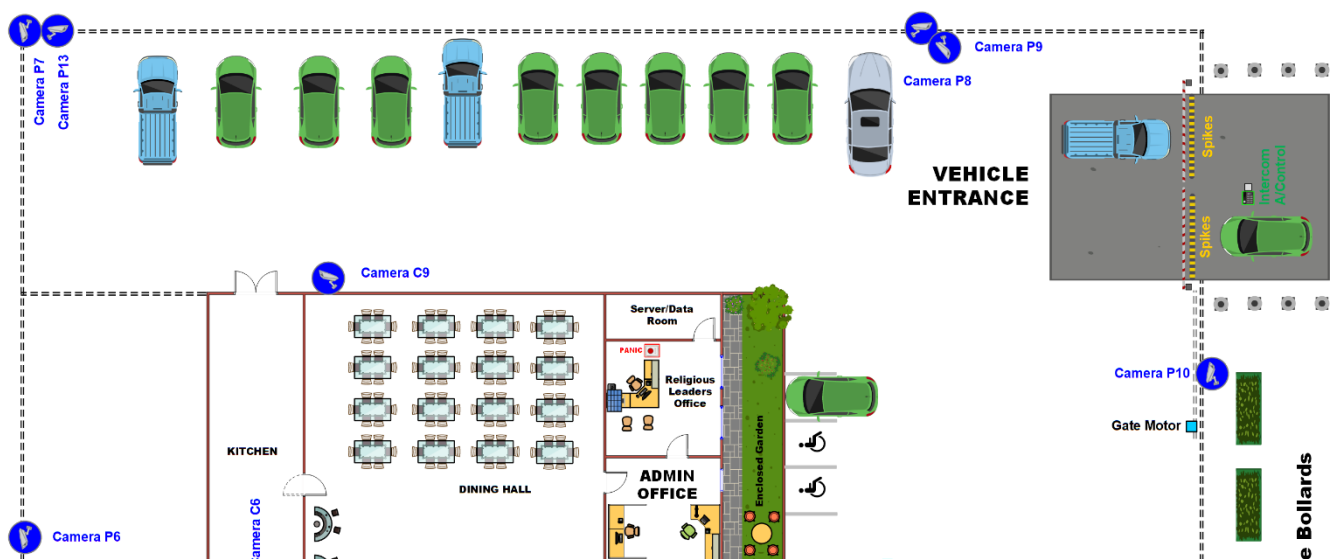 Camera P7
Camera P13
Camera P9
Camera P8
VEHICLE
ENTRANCE
Spikes
Spikes
Intercom
A/Control
Camera C9
Server/Data
Room
PANIC
Religious
Leaders
Office
Camera P10
Gate Motor
Enclosed Garden
KITCHEN
DINING HALL
ADMIN
OFFICE
Camera P6
Camera C6
Bollards